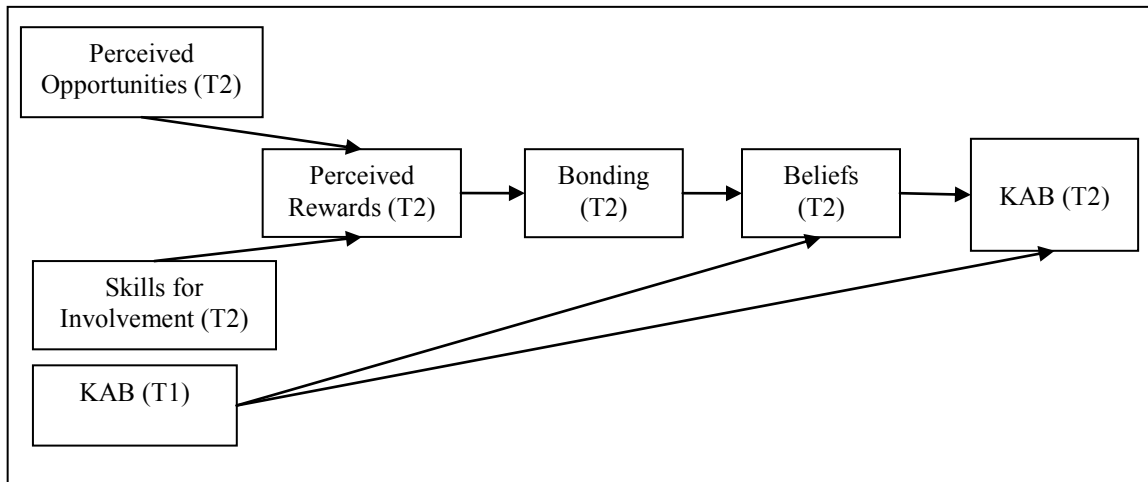 Perceived
Opportunities (T2)
Perceived
Rewards (T2)
Bonding
(T2)
Beliefs
(T2)
KAB (T2)
Skills for
Involvement (T2)
KAB (T1)